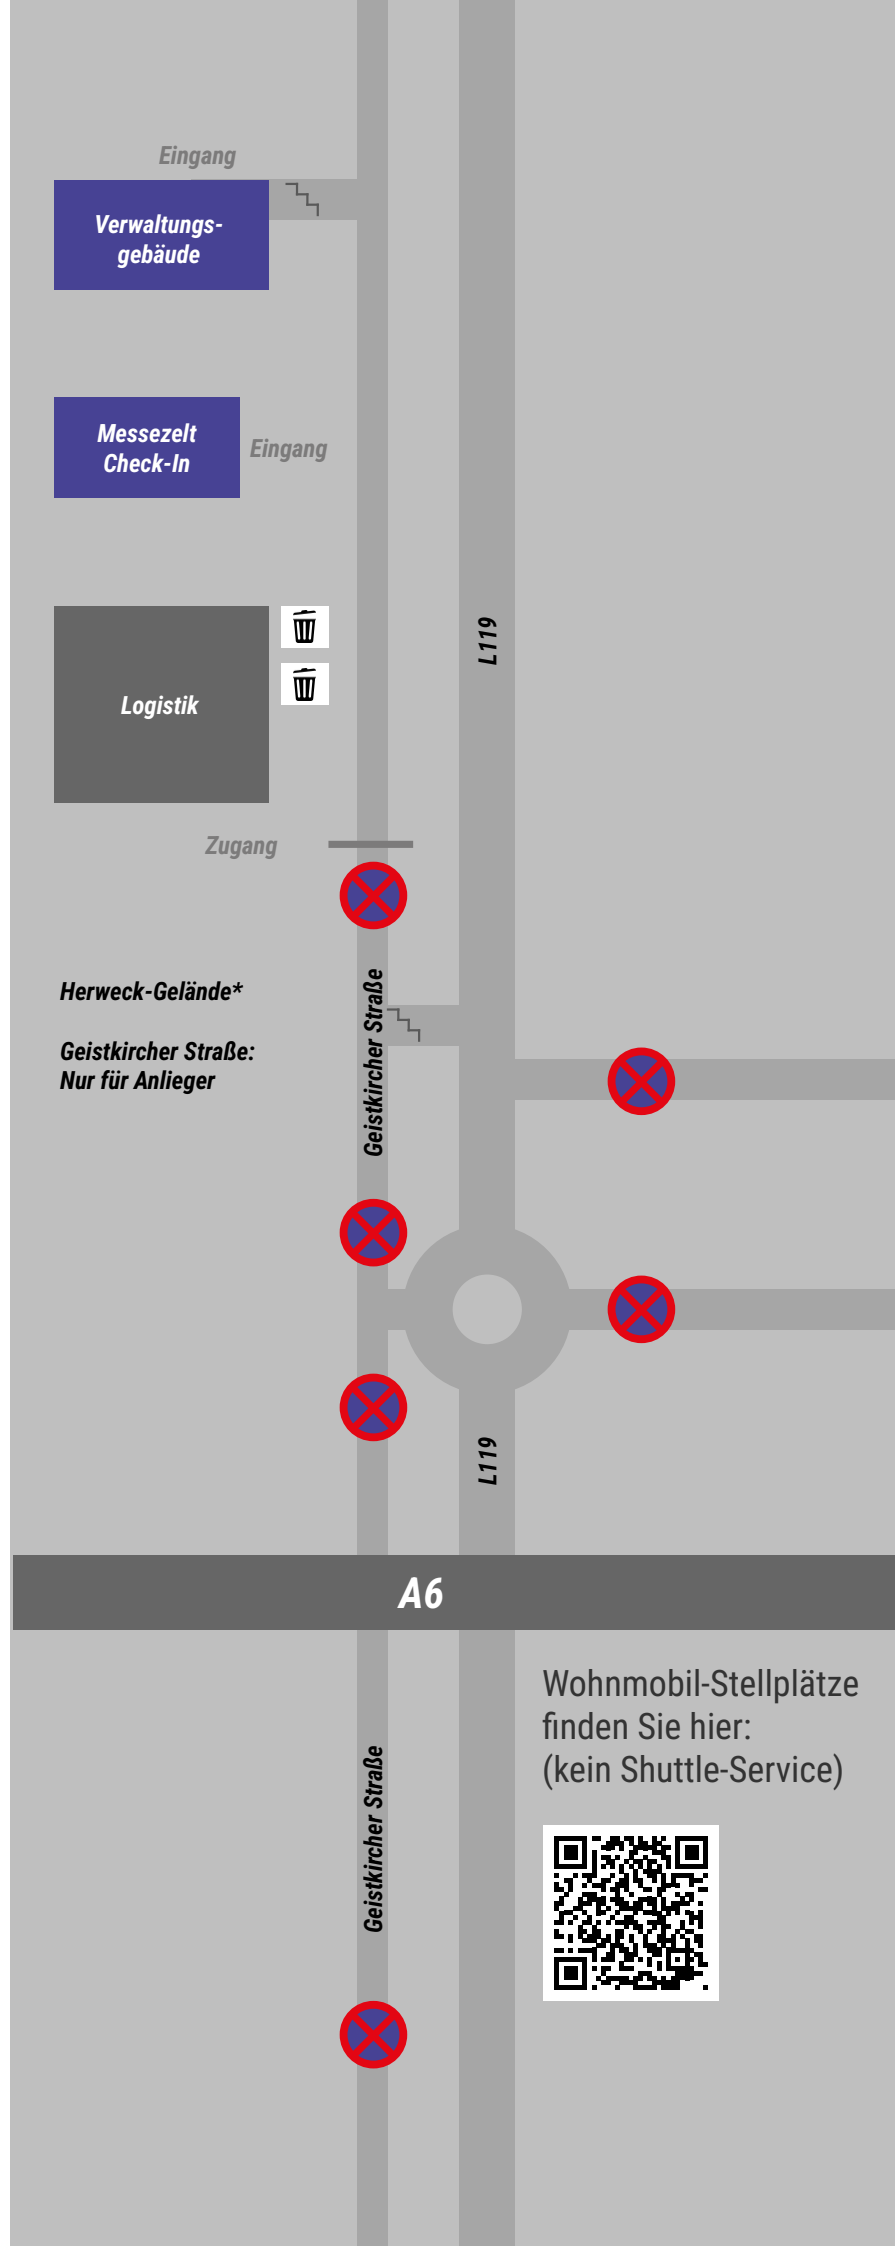 Eingang
Verwaltungs-
gebäude
Messezelt
Check-In
Eingang
L119
Logistik
Zugang
Herweck-Gelände*
Geistkircher Straße:
Nur für Anlieger
Geistkircher Straße
L119
A6
Wohnmobil-Stellplätze
finden Sie hier:
(kein Shuttle-Service)
Geistkircher Straße